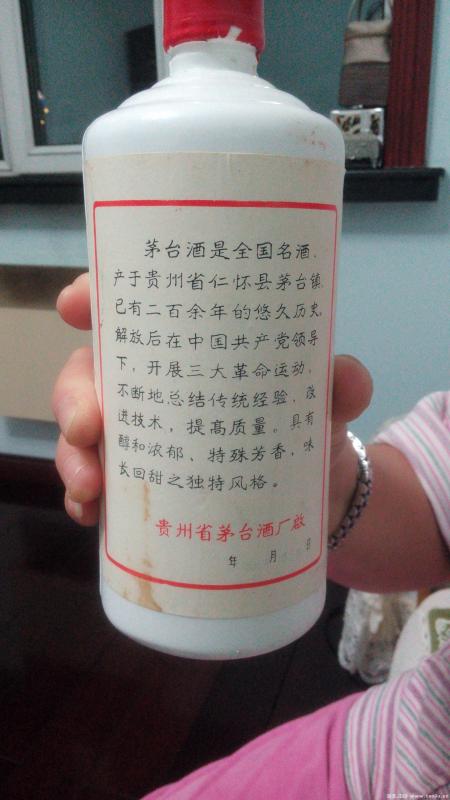 茅台酒是全国名酒、
产于贵州省仁怀县茅台镇,
已有二百余年的悠久历史,
解放后在中国共产党领导
下，开展三大革命运动，
不断地总结传统经验，改
进技术，提高质量。具有
醇和浓郁、特殊芳香，味
长回甜之独特风格。
贵州省茅台酒厂啟
年 月 日